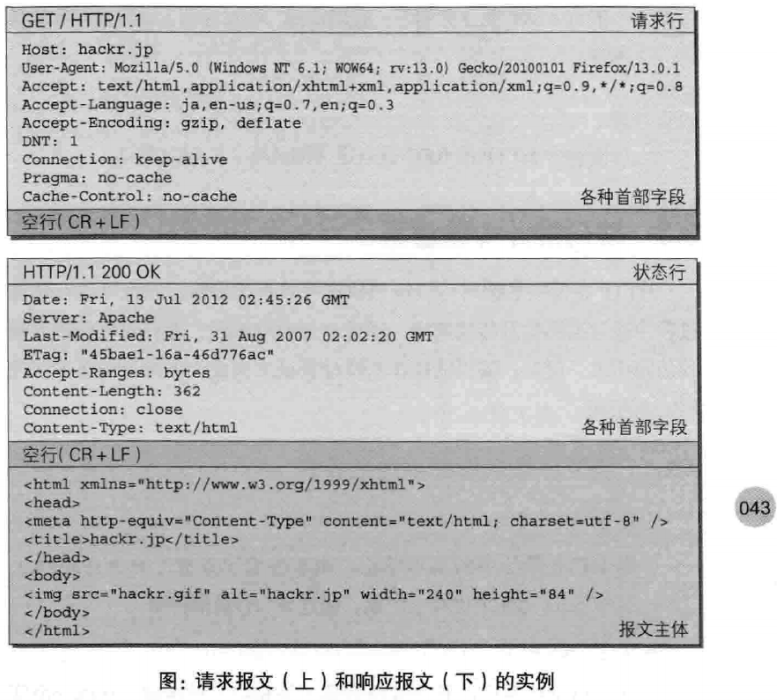 GET / HTTP/1.1 请求行
Host: hackr.jp
User-Agent: Mozilla/5.0 (Windows NT 6.1; WOW64; rv:13.0) Gecko/20100101 Firefox/13.0.1
Accept: text/html,application/xhtml+xml,application/xml;q=0.9,*/*;q=0.8
Accept-Language: ja,en-us;q=0.7,en;q=0.3
Accept-Encoding: gzip, deflate
DNT: 1
Connection: keep-alive
Pragma: no-cache
Cache-Control: no-cache 各种首部字段
空行( CR + LF )
HTTP/1.1 200 OK 状态行
Date: Fri, 13 Jul 2012 02:45:26 GMT
Server: Apache
Last-Modified: Fri, 31 Aug 2007 02:02:20 GMT
ETag: "45bae1-16a-46d776ac"
Accept-Ranges: bytes
Content-Length: 362
Connection: close
Content-Type: text/html 各种首部字段
空行( CR + LF )
<html xmlns="http://www.w3.org/1999/xhtml">
<head>
<meta http-equiv="Content-Type" content="text/html; charset=utf-8" />
<title>hackr.jp</title>
</head>
<body>
<img src="hackr.gif" alt="hackr.jp" width="240" height="84" />
</body>
</html> 报文主体
043
图：请求报文（上）和响应报文（下）的实例